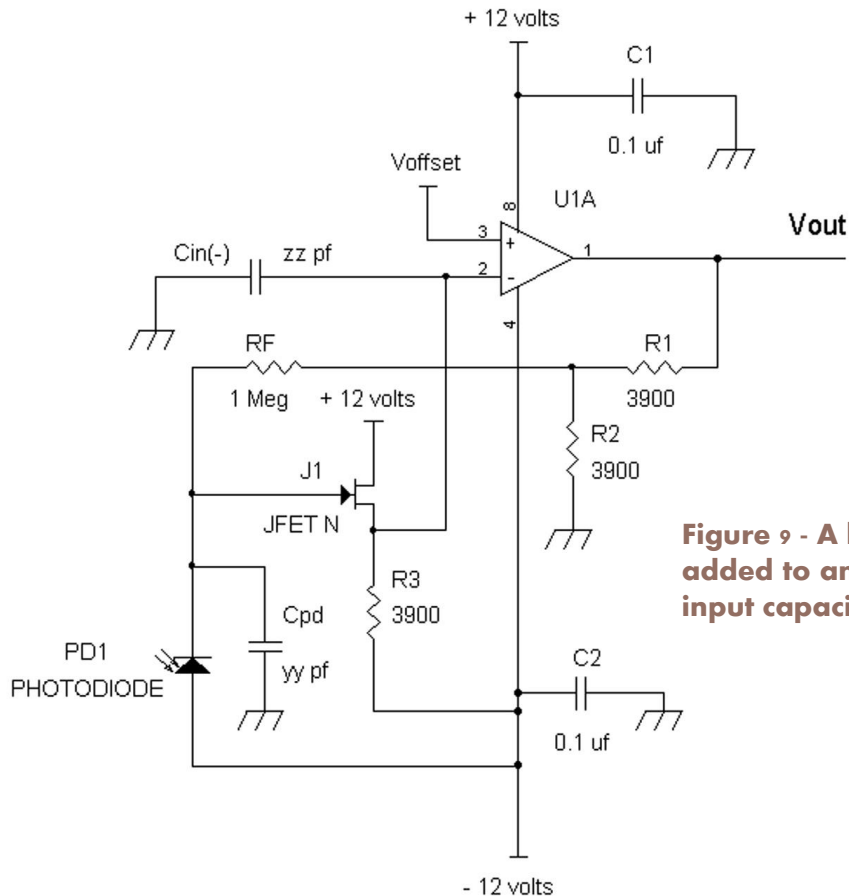 + 12 volts
C1
0.1 uf
Voffset
U1A
8
Vout
3
+
1
Cin(-)
zz pf
2
-
4
RF
R1
1 Meg
+ 12 volts
3900
R2
3900
J1
JFET N
Figure 9 - A
added to
input
R3
3900
Cpd
yy pf
PD1
PHOTODIODE
C2
0.1 uf
- 12 volts